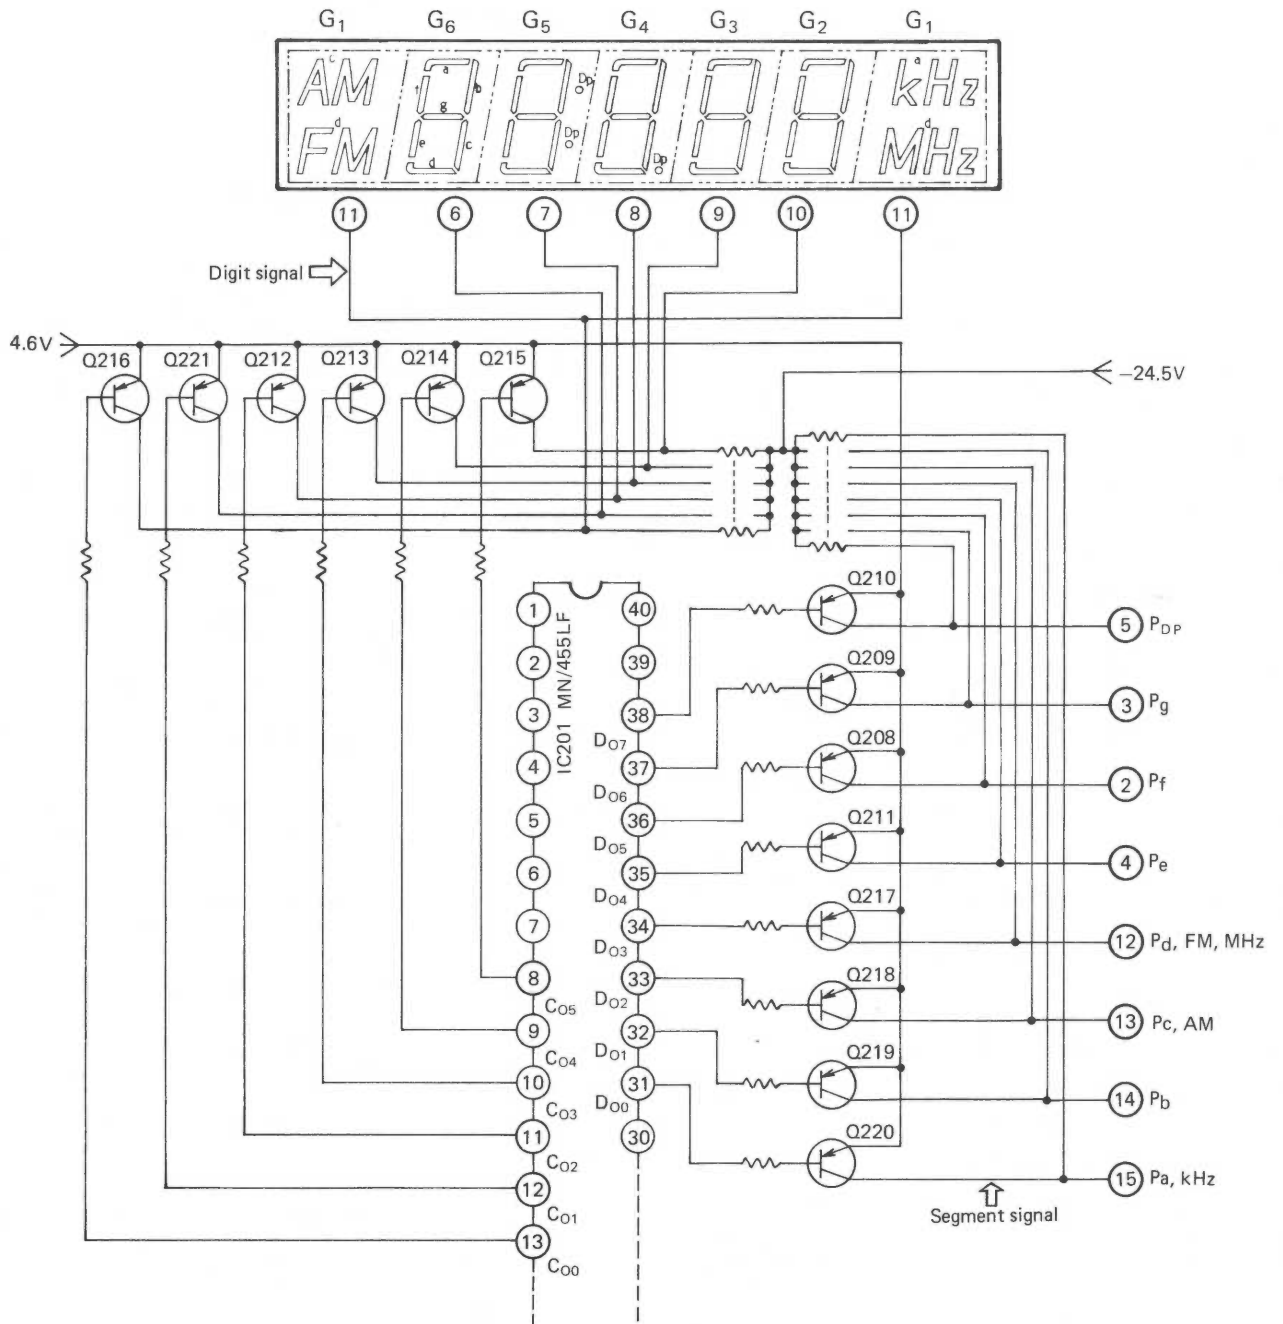 G1 G6 G5 G4 G3 G2 G1
c AM
d FM
a
f b
g
e c
d
Dp
Dp
Dp
a kHz
d MHz
11 6 7 8 9 10 11
Digit signal
4.6V
Q216 Q221 Q212 Q213 Q214 Q215
-24.5V
IC201 MN/455LF
1 40
2 39
3 38
DO7
4 37
DO6
5 36
DO5
6 35
DO4
7 34
DO3
8 33
CO5 DO2
9 32
CO4 DO1
10 31
CO3 DO0
11 30
CO2
12
CO1
13
CO0
Q210
5 PDP
Q209
3 Pg
Q208
2 Pf
Q211
4 Pe
Q217
12 Pd, FM, MHz
Q218
13 Pc, AM
Q219
14 Pb
Q220
15 Pa, kHz
Segment signal